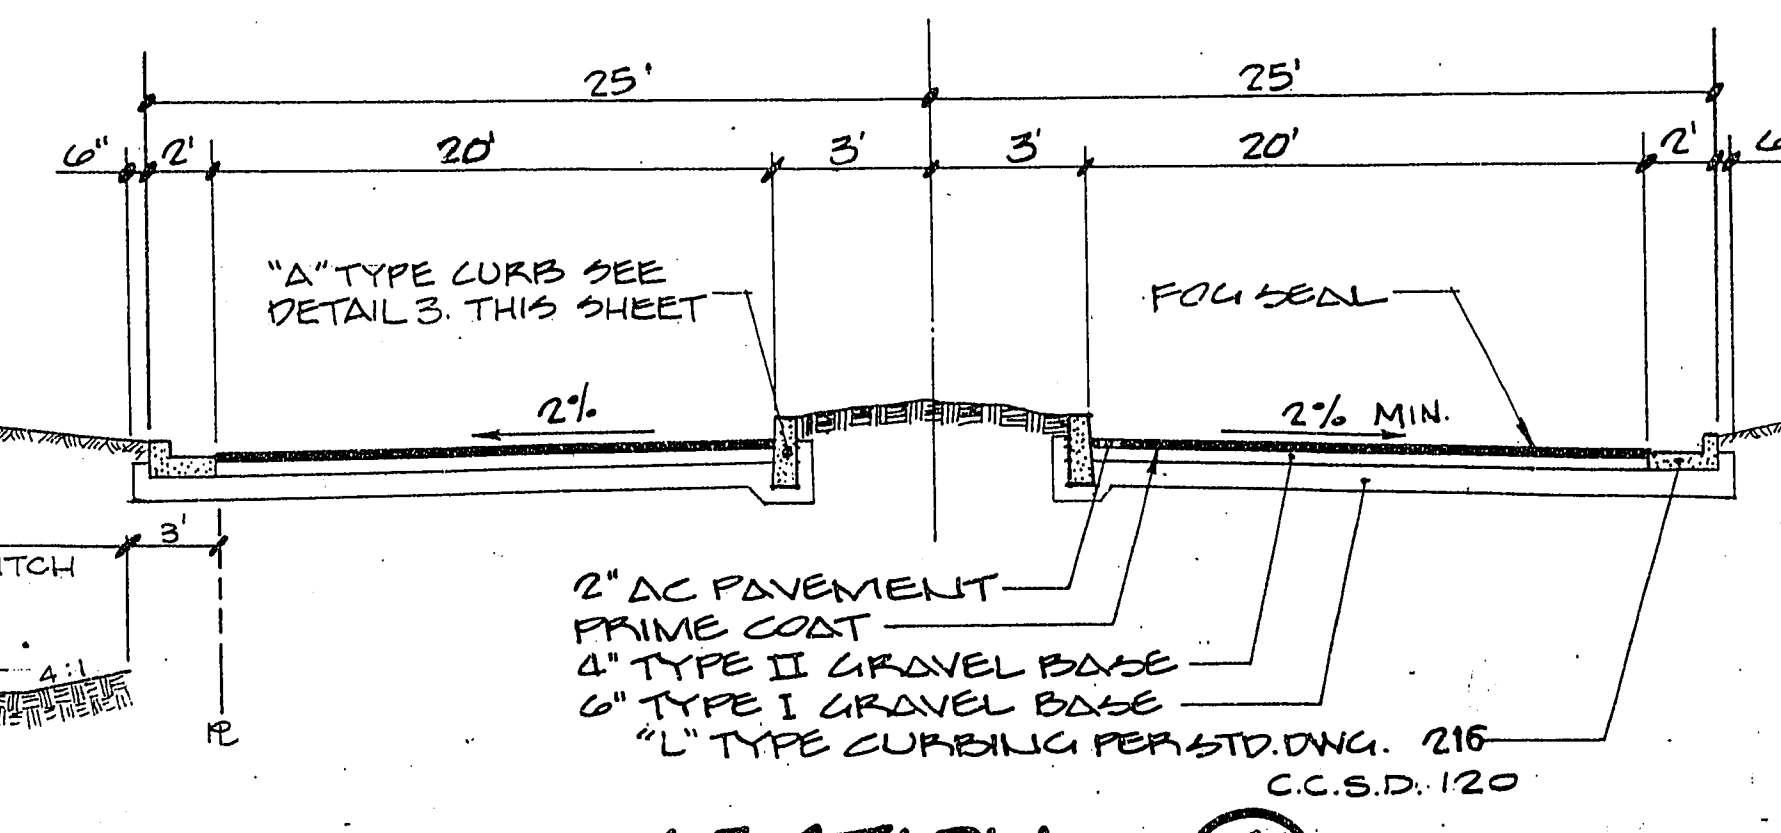 25' 25'
6" 2' 20' 3' 3' 20' 2'
"A" TYPE CURB SEE
DETAIL 3. THIS SHEET
FOG SEAL
2% 2% MIN.
3'
ITCH
2" AC PAVEMENT
PRIME COAT
4" TYPE II GRAVEL BASE
4:1
6" TYPE I GRAVEL BASE
"L" TYPE CURBING PER STD. DWG. 216
C.C.S.D. 120